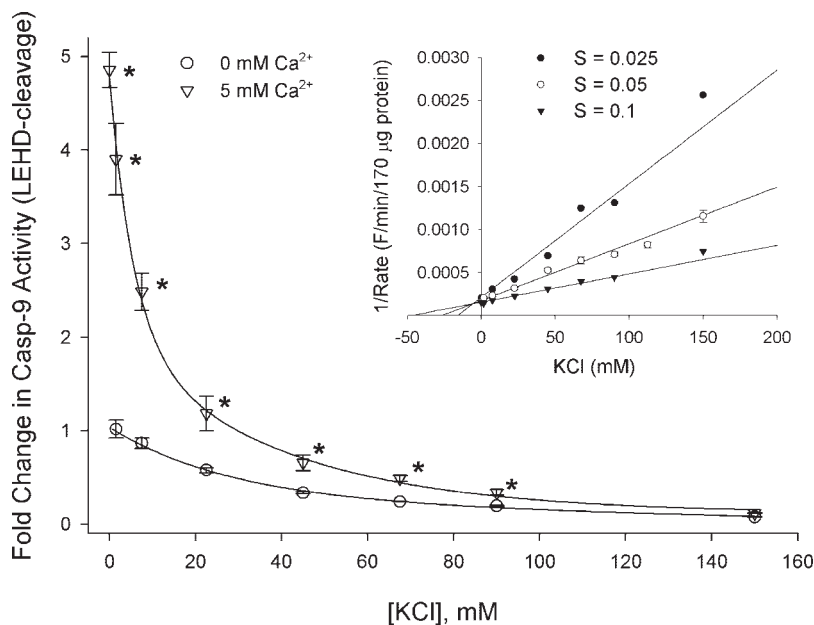 Fold Change in Casp-9 Activity (LEHD-cleavage)
5
4
3
2
1
0
0 mM Ca²⁺
5 mM Ca²⁺
*
*
*
*
*
*
*
0 20 40 60 80 100 120 140 160
[KCl], mM
1/Rate (F/min/170 µg protein)
0.0030
0.0025
0.0020
0.0015
0.0010
0.0005
S = 0.025
S = 0.05
S = 0.1
-50 0 50 100 150 200
KCl (mM)